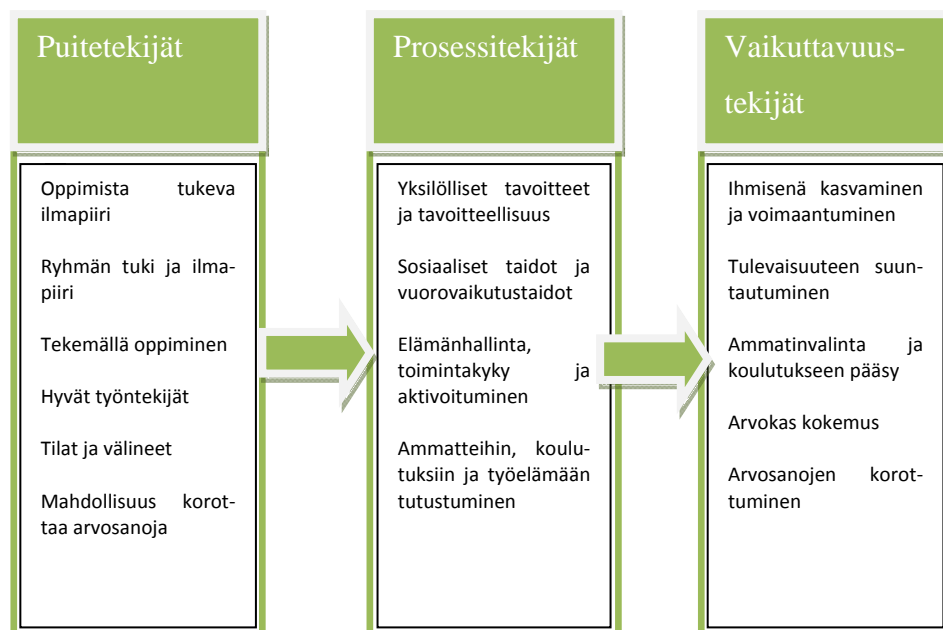 Puitetekijät
Oppimista tukeva
ilmapiiri
Ryhmän tuki ja ilma-
piiri
Tekemällä oppiminen
Hyvät työntekijät
Tilat ja välineet
Mahdollisuus korot-
taa arvosanoja
Prosessitekijät
Yksilölliset tavoitteet
ja tavoitteellisuus
Sosiaaliset taidot ja
vuorovaikutustaidot
Elämänhallinta,
toimintakyky ja
aktivoituminen
Ammatteihin, koulu-
tuksiin ja työelämään
tutustuminen
Vaikuttavuus-
tekijät
Ihmisenä kasvaminen
ja voimaantuminen
Tulevaisuuteen suun-
tautuminen
Ammatinvalinta ja
koulutukseen pääsy
Arvokas kokemus
Arvosanojen korot-
tuminen